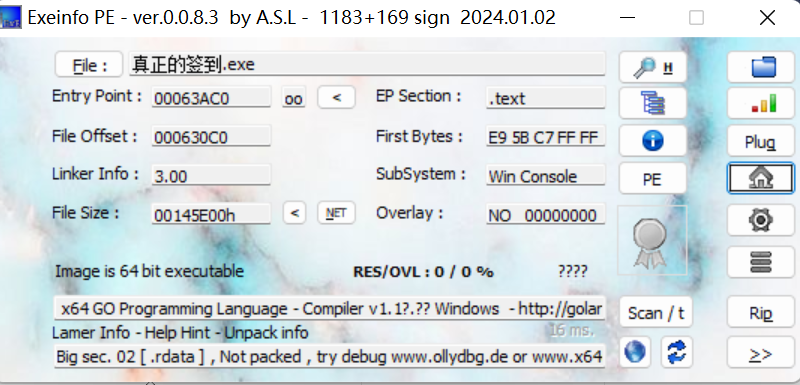 Exeinfo PE - ver.0.0.8.3 by A.S.L - 1183+169 sign 2024.01.02
File : 真正的签到.exe H
Entry Point : 00063AC0 oo < EP Section : .text
File Offset : 000630C0 First Bytes : E9 5B C7 FF FF Plug
Linker Info : 3.00 SubSystem : Win Console PE
File Size : 00145E00h < NET Overlay : NO 00000000
Image is 64 bit executable RES/OVL : 0 / 0 % ????
x64 GO Programming Language - Compiler v1.1?.?? Windows - http://golar Scan / t Rip
Lamer Info - Help Hint - Unpack info 16 ms.
Big sec. 02 [ .rdata ] , Not packed , try debug www.ollydbg.de or www.x64 >>